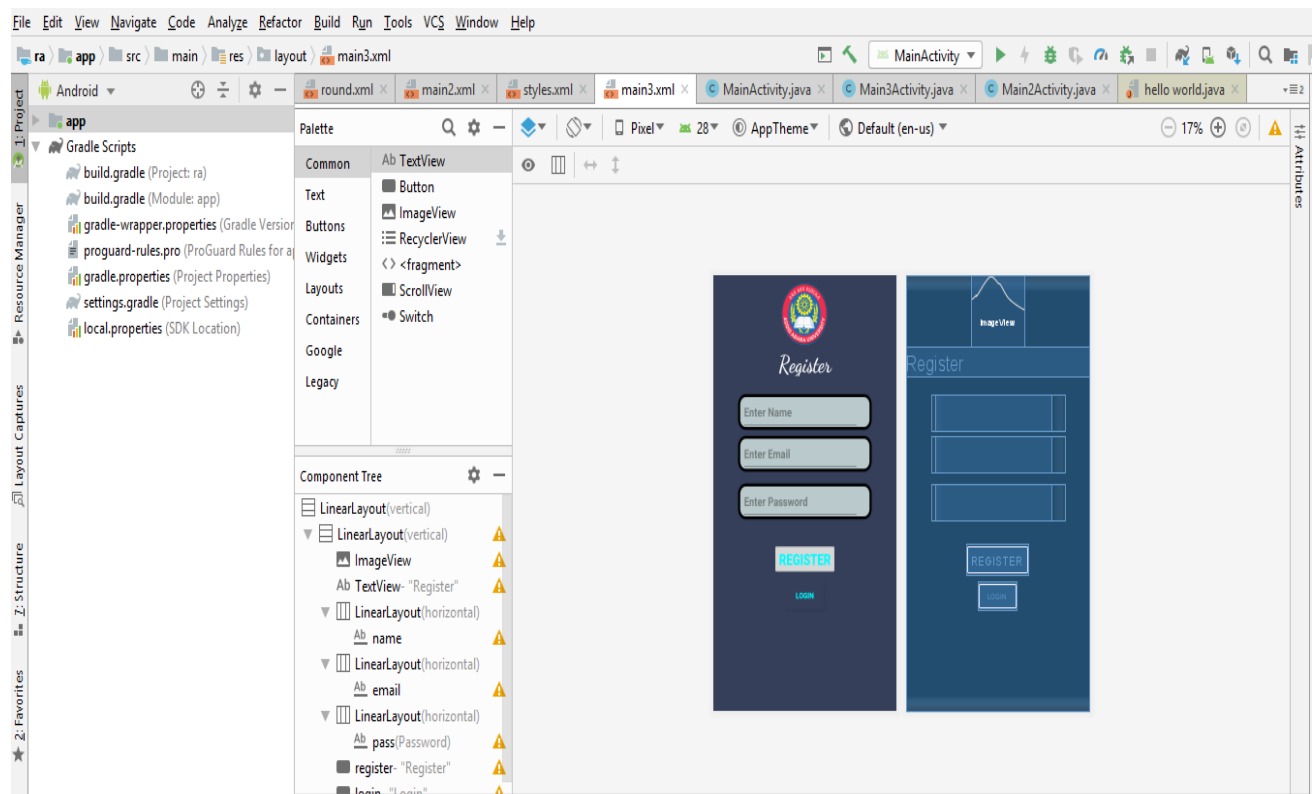 File Edit View Navigate Code Analyze Refactor Build Run Tools VCS Window Help
ra app src main res layout main3.xml MainActivity
Android
round.xml main2.xml styles.xml main3.xml MainActivity.java Main3Activity.java Main2Activity.java hello world.java 2
1: Project
Resource Manager
Layout Captures
7: Structure
2: Favorites
app
Gradle Scripts
build.gradle (Project: ra)
build.gradle (Module: app)
gradle-wrapper.properties (Gradle Version
proguard-rules.pro (ProGuard Rules for a
gradle.properties (Project Properties)
settings.gradle (Project Settings)
local.properties (SDK Location)
Palette
Common
Text
Buttons
Widgets
Layouts
Containers
Google
Legacy
Ab TextView
Button
ImageView
RecyclerView
<> <fragment>
ScrollView
Switch
Component Tree
LinearLayout(vertical)
LinearLayout(vertical)
ImageView
Ab TextView- "Register"
LinearLayout(horizontal)
Ab name
LinearLayout(horizontal)
Ab email
LinearLayout(horizontal)
Ab pass(Password)
register- "Register"
login- "Login"
Pixel 28 AppTheme Default (en-us) 17%
Attributes
Register
Enter Name
Enter Email
Enter Password
REGISTER
LOGIN
ImageView
Register
REGISTER
LOGIN